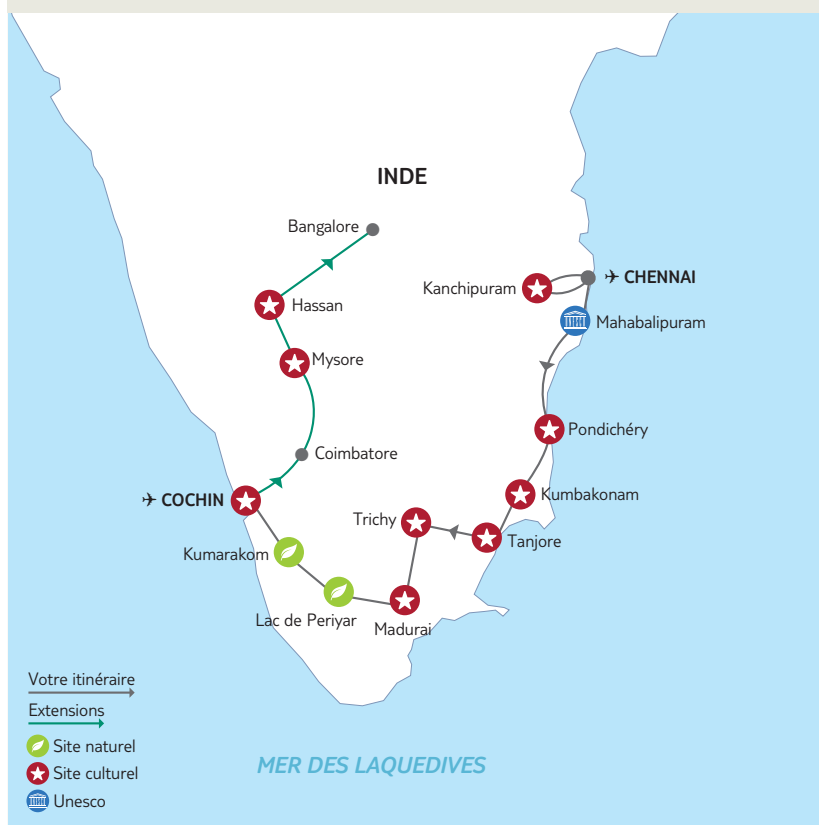 INDE
Bangalore
Kanchipuram
CHENNAI
Hassan
Mahabalipuram
Mysore
Pondichéry
Coimbatore
COCHIN
Kumbakonam
Trichy
Tanjore
Kumarakom
Lac de Periyar
Madurai
Votre itinéraire
Extensions
Site naturel
Site culturel
Unesco
MER DES LAQUEDIVES